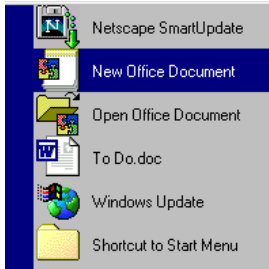 Netscape SmartUpdate
New Office Document
Open Office Document
To Do.doc
Windows Update
Shortcut to Start Menu